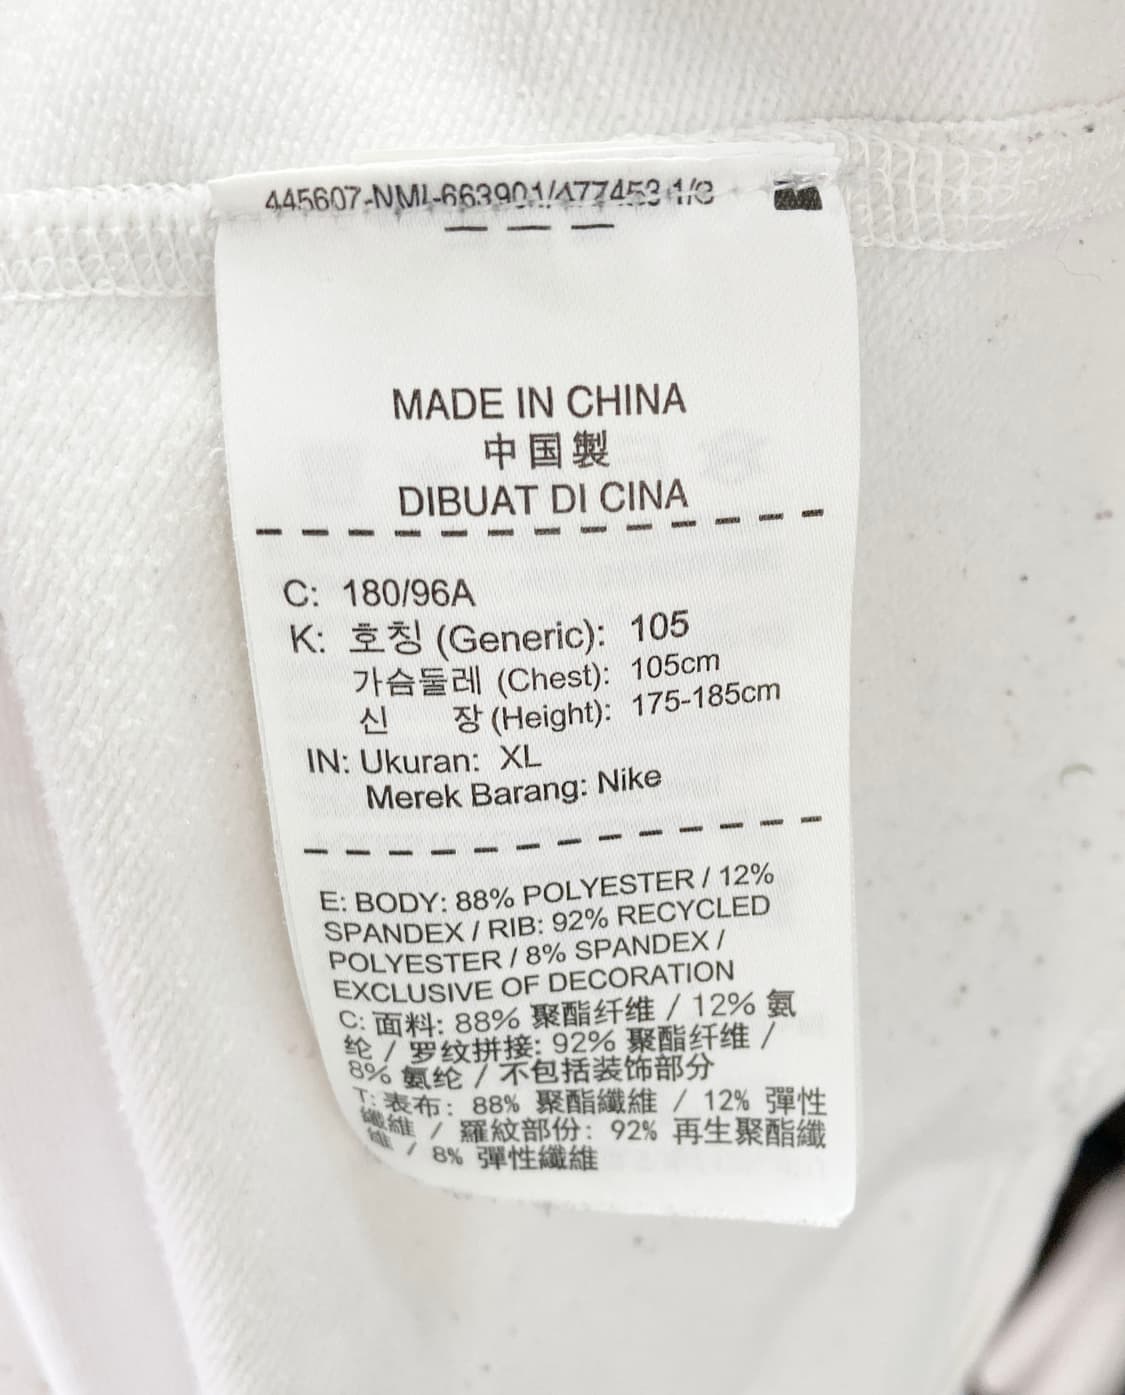 445607-NMI-663901/477453 1/3
MADE IN CHINA
中国製
DIBUAT DI CINA
C: 180/96A
K: 호칭 (Generic): 105
가슴둘레 (Chest): 105cm
신 장 (Height): 175-185cm
IN: Ukuran: XL
Merek Barang: Nike
E: BODY: 88% POLYESTER / 12%
SPANDEX / RIB: 92% RECYCLED
POLYESTER / 8% SPANDEX /
EXCLUSIVE OF DECORATION
C: 面料: 88% 聚酯纤维 / 12% 氨
纶 / 罗纹拼接: 92% 聚酯纤维 /
8% 氨纶 / 不包括装饰部分
T: 表布: 88% 聚酯纖維 / 12% 彈性
纖維 / 羅紋部份: 92% 再生聚酯纖
維 / 8% 彈性纖維